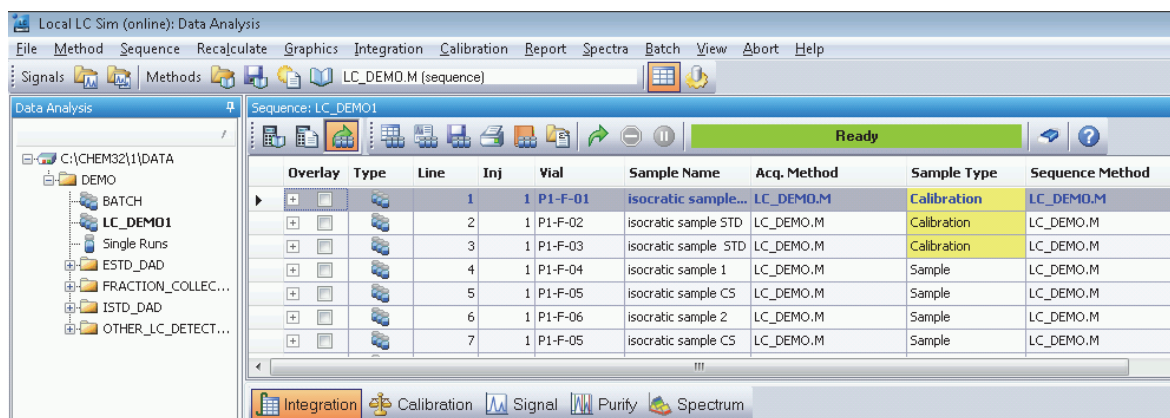 Local LC Sim (online): Data Analysis
File Method Sequence Recalculate Graphics Integration Calibration Report Spectra Batch View Abort Help
Signals Methods LC_DEMO.M (sequence)
Data Analysis
Sequence: LC_DEMO1
Ready
C:\CHEM32\1\DATA
DEMO
BATCH
LC_DEMO1
Single Runs
ESTD_DAD
FRACTION_COLLEC...
ISTD_DAD
OTHER_LC_DETECT...
Overlay Type Line Inj Vial Sample Name Acq. Method Sample Type Sequence Method
1 1 P1-F-01 isocratic sample... LC_DEMO.M Calibration LC_DEMO.M
2 1 P1-F-02 isocratic sample STD LC_DEMO.M Calibration LC_DEMO.M
3 1 P1-F-03 isocratic sample STD LC_DEMO.M Calibration LC_DEMO.M
4 1 P1-F-04 isocratic sample 1 LC_DEMO.M Sample LC_DEMO.M
5 1 P1-F-05 isocratic sample CS LC_DEMO.M Sample LC_DEMO.M
6 1 P1-F-06 isocratic sample 2 LC_DEMO.M Sample LC_DEMO.M
7 1 P1-F-05 isocratic sample CS LC_DEMO.M Sample LC_DEMO.M
Integration Calibration Signal Purify Spectrum